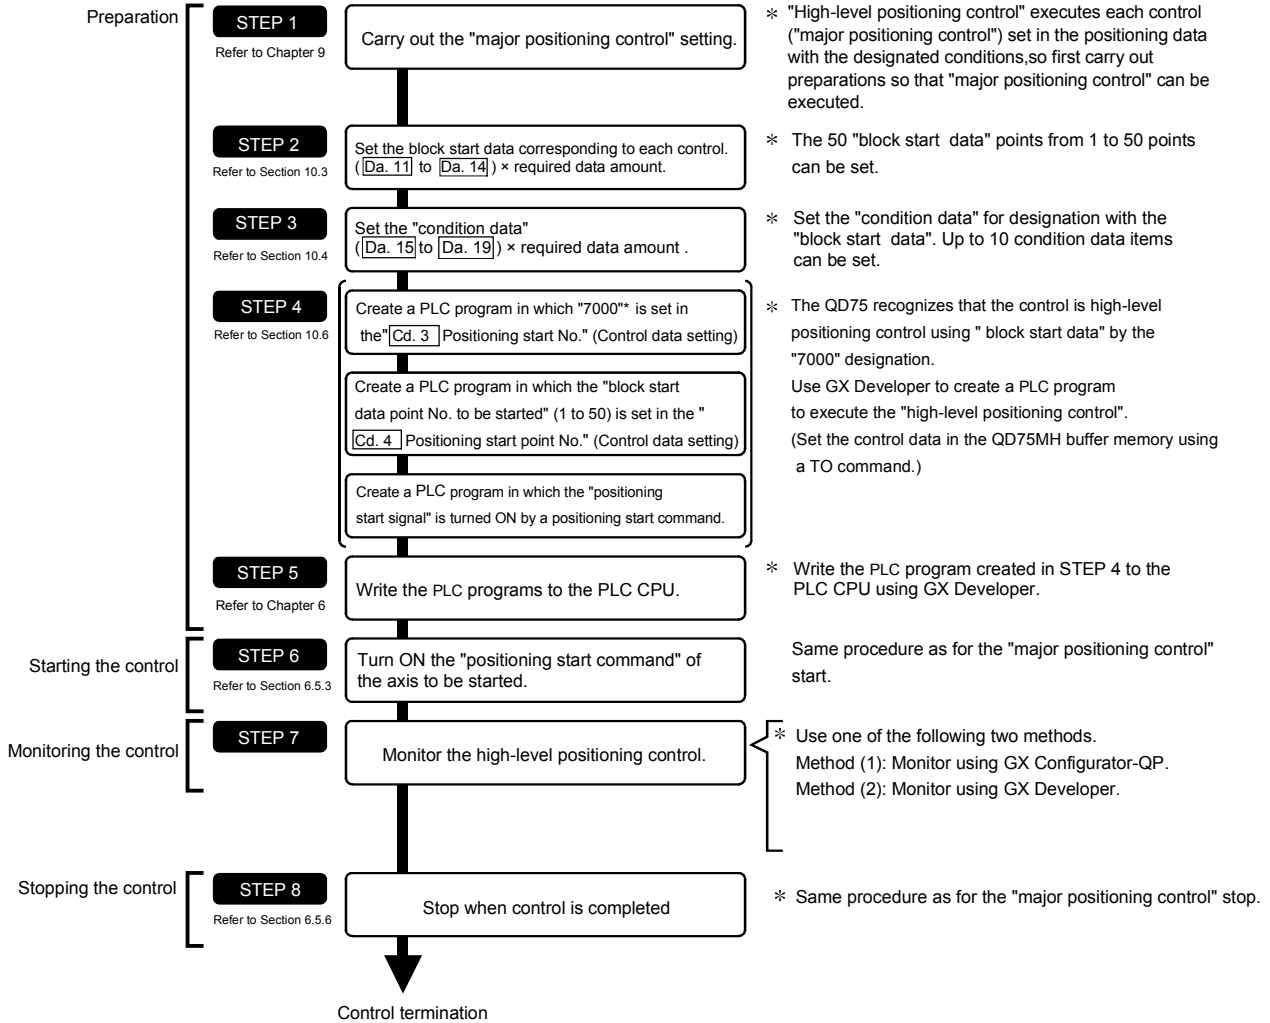 Preparation
STEP 1
Refer to Chapter 9
Carry out the "major positioning control" setting.
* "High-level positioning control" executes each control
("major positioning control") set in the positioning data
with the designated conditions,so first carry out
preparations so that "major positioning control" can be
executed.
STEP 2
Refer to Section 10.3
Set the block start data corresponding to each control.
( Da. 11 to Da. 14 ) × required data amount.
* The 50 "block start data" points from 1 to 50 points
can be set.
STEP 3
Refer to Section 10.4
Set the "condition data"
( Da. 15 to Da. 19 ) × required data amount .
* Set the "condition data" for designation with the
"block start data". Up to 10 condition data items
can be set.
STEP 4
Refer to Section 10.6
Create a PLC program in which "7000"* is set in
the" Cd. 3 Positioning start No." (Control data setting)
Create a PLC program in which the "block start
data point No. to be started" (1 to 50) is set in the "
Cd. 4 Positioning start point No." (Control data setting)
Create a PLC program in which the "positioning
start signal" is turned ON by a positioning start command.
* The QD75 recognizes that the control is high-level
positioning control using " block start data" by the
"7000" designation.
Use GX Developer to create a PLC program
to execute the "high-level positioning control".
(Set the control data in the QD75MH buffer memory using
a TO command.)
STEP 5
Refer to Chapter 6
Write the PLC programs to the PLC CPU.
* Write the PLC program created in STEP 4 to the
PLC CPU using GX Developer.
Starting the control
STEP 6
Refer to Section 6.5.3
Turn ON the "positioning start command" of
the axis to be started.
Same procedure as for the "major positioning control"
start.
Monitoring the control
STEP 7
Monitor the high-level positioning control.
* Use one of the following two methods.
Method (1): Monitor using GX Configurator-QP.
Method (2): Monitor using GX Developer.
Stopping the control
STEP 8
Refer to Section 6.5.6
Stop when control is completed
* Same procedure as for the "major positioning control" stop.
Control termination